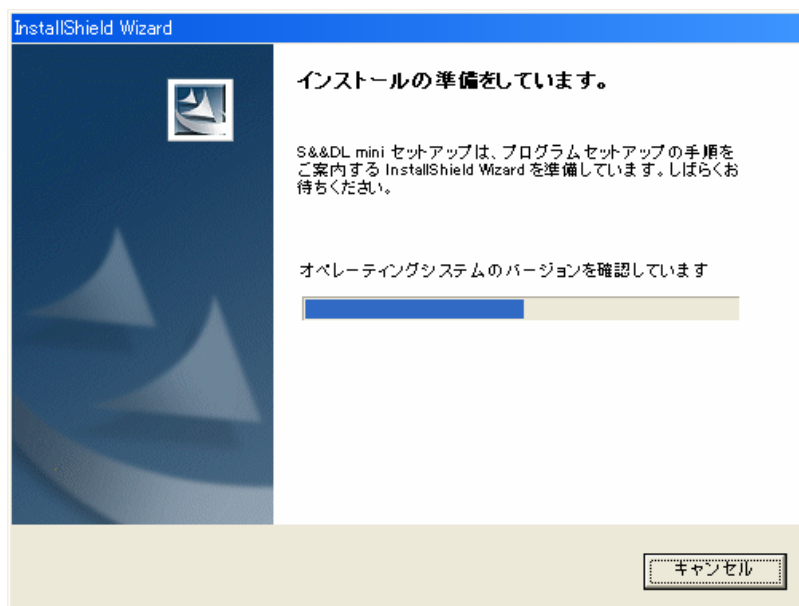 InstallShield Wizard
インストールの準備をしています。
S&&DL mini セットアップは、プログラムセットアップの手順を
ご案内する InstallShield Wizard を準備しています。しばらくお
待ちください。
オペレーティングシステムのバージョンを確認しています
キャンセル